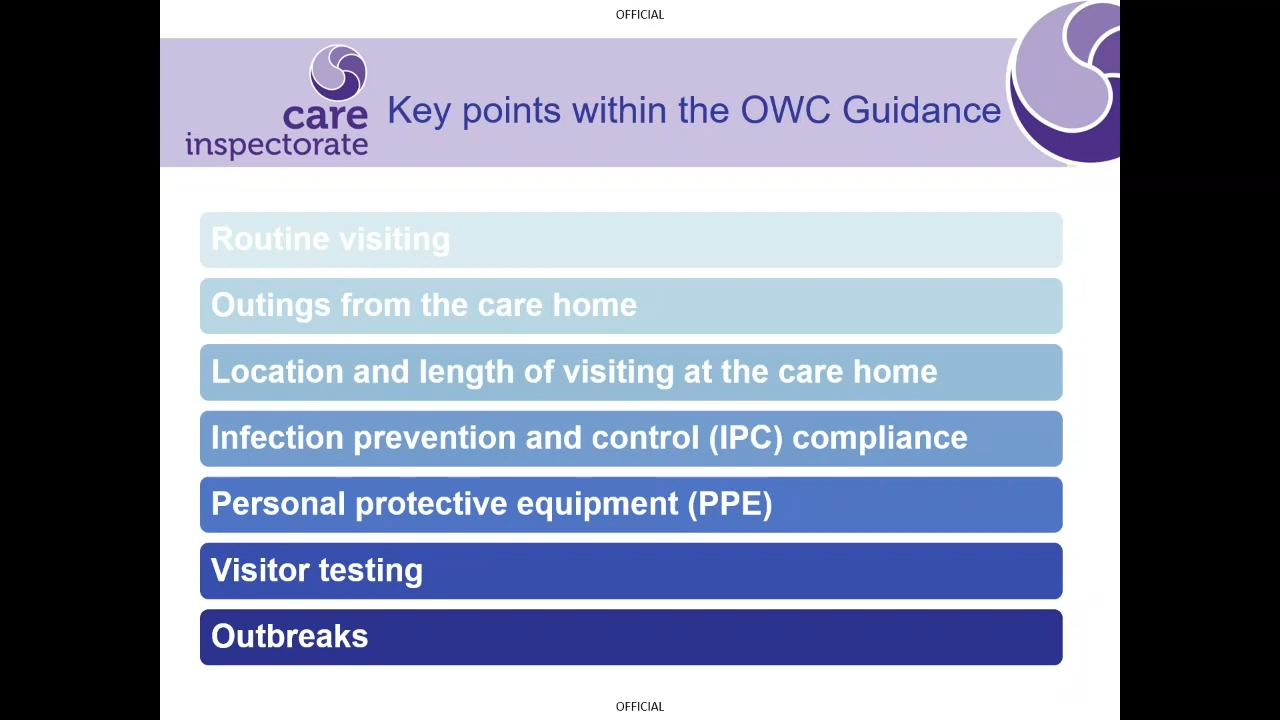 OFFICIAL
care
inspectorate
Key points within the OWC Guidance
Routine visiting
Outings from the care home
Location and length of visiting at the care home
Infection prevention and control (IPC) compliance
Personal protective equipment (PPE)
Visitor testing
Outbreaks
OFFICIAL